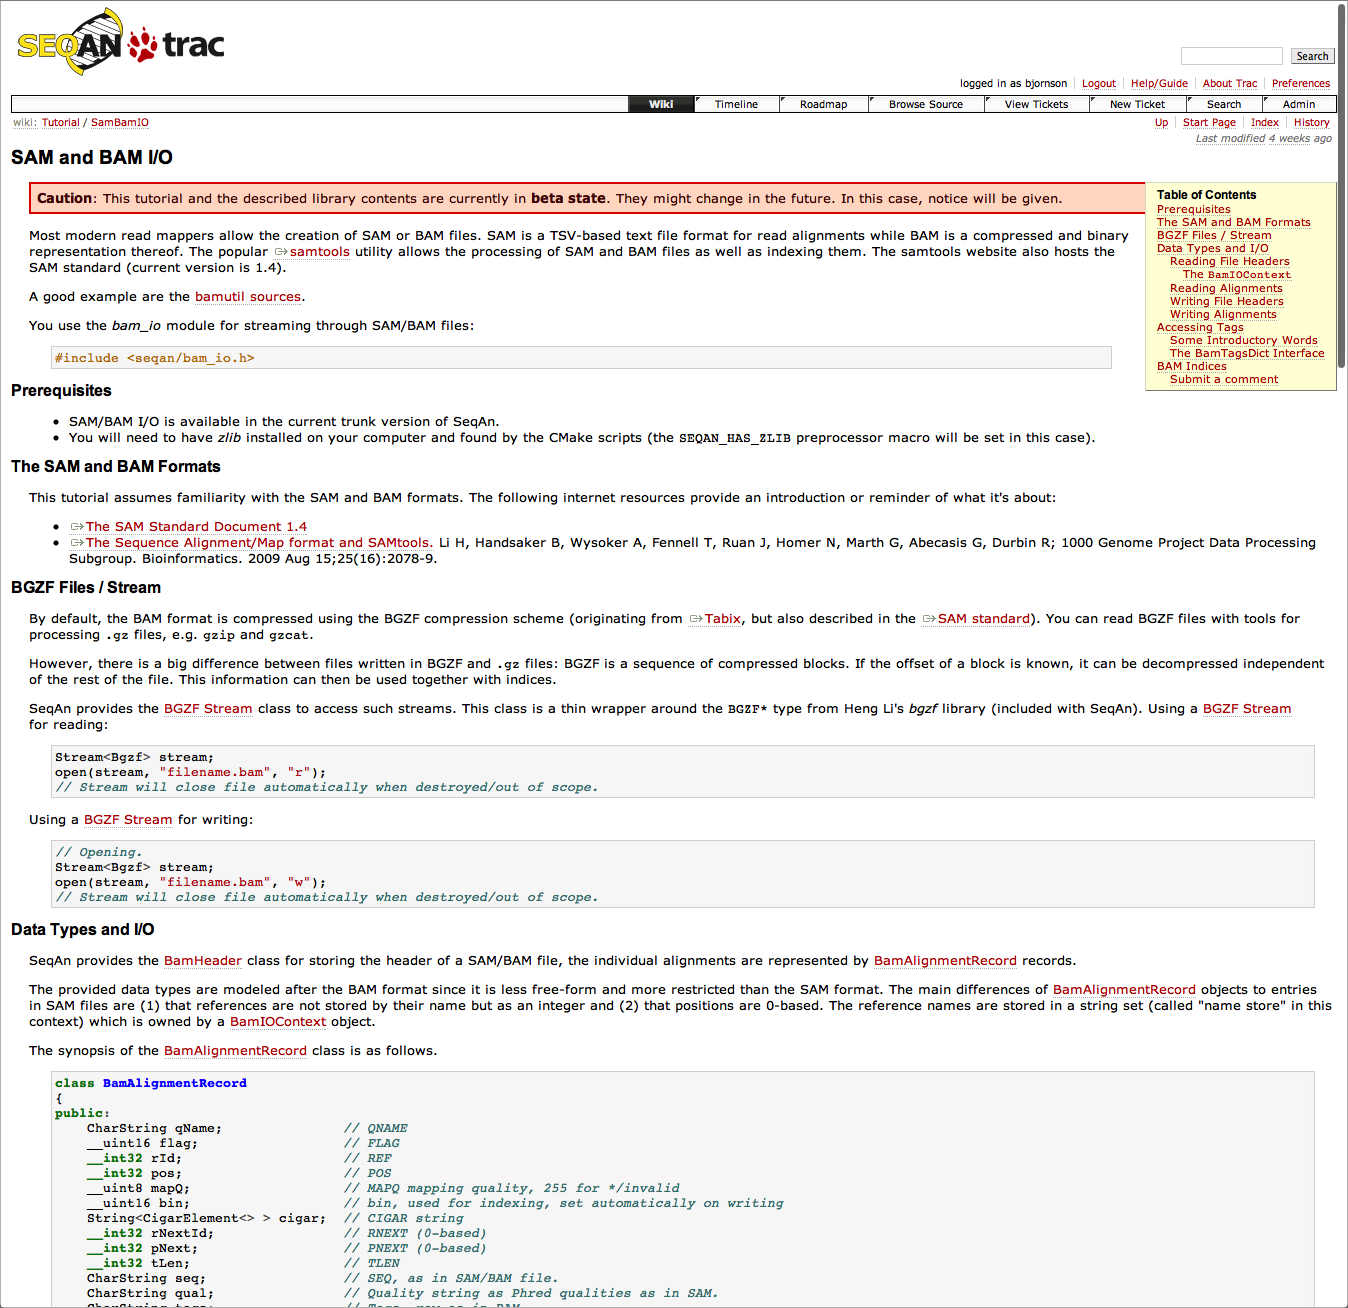 SEQAN trac
Search
logged in as bjornson Logout Help/Guide About Trac Preferences
Wiki Timeline Roadmap Browse Source View Tickets New Ticket Search Admin
wiki: Tutorial / SamBamIO
Up Start Page Index History
Last modified 4 weeks ago
SAM and BAM I/O
Caution: This tutorial and the described library contents are currently in beta state. They might change in the future. In this case, notice will be given.
Table of Contents
Prerequisites
The SAM and BAM Formats
BGZF Files / Stream
Data Types and I/O
Reading File Headers
The BamIOContext
Reading Alignments
Writing File Headers
Writing Alignments
Accessing Tags
Some Introductory Words
The BamTagsDict Interface
BAM Indices
Submit a comment
Most modern read mappers allow the creation of SAM or BAM files. SAM is a TSV-based text file format for read alignments while BAM is a compressed and binary
representation thereof. The popular samtools utility allows the processing of SAM and BAM files as well as indexing them. The samtools website also hosts the
SAM standard (current version is 1.4).
A good example are the bamutil sources.
You use the bam_io module for streaming through SAM/BAM files:
#include <seqan/bam_io.h>
Prerequisites
• SAM/BAM I/O is available in the current trunk version of SeqAn.
• You will need to have zlib installed on your computer and found by the CMake scripts (the SEQAN_HAS_ZLIB preprocessor macro will be set in this case).
The SAM and BAM Formats
This tutorial assumes familiarity with the SAM and BAM formats. The following internet resources provide an introduction or reminder of what it's about:
• The SAM Standard Document 1.4
• The Sequence Alignment/Map format and SAMtools. Li H, Handsaker B, Wysoker A, Fennell T, Ruan J, Homer N, Marth G, Abecasis G, Durbin R; 1000 Genome Project Data Processing
Subgroup. Bioinformatics. 2009 Aug 15;25(16):2078-9.
BGZF Files / Stream
By default, the BAM format is compressed using the BGZF compression scheme (originating from Tabix, but also described in the SAM standard). You can read BGZF files with tools for
processing .gz files, e.g. gzip and gzcat.
However, there is a big difference between files written in BGZF and .gz files: BGZF is a sequence of compressed blocks. If the offset of a block is known, it can be decompressed independent
of the rest of the file. This information can then be used together with indices.
SeqAn provides the BGZF Stream class to access such streams. This class is a thin wrapper around the BGZF* type from Heng Li's bgzf library (included with SeqAn). Using a BGZF Stream
for reading:
Stream<Bgzf> stream;
open(stream, "filename.bam", "r");
// Stream will close file automatically when destroyed/out of scope.
Using a BGZF Stream for writing:
// Opening.
Stream<Bgzf> stream;
open(stream, "filename.bam", "w");
// Stream will close file automatically when destroyed/out of scope.
Data Types and I/O
SeqAn provides the BamHeader class for storing the header of a SAM/BAM file, the individual alignments are represented by BamAlignmentRecord records.
The provided data types are modeled after the BAM format since it is less free-form and more restricted than the SAM format. The main differences of BamAlignmentRecord objects to entries
in SAM files are (1) that references are not stored by their name but as an integer and (2) that positions are 0-based. The reference names are stored in a string set (called "name store" in this
context) which is owned by a BamIOContext object.
The synopsis of the BamAlignmentRecord class is as follows.
class BamAlignmentRecord
{
public:
CharString qName; // QNAME
__uint16 flag; // FLAG
__int32 rId; // REF
__int32 pos; // POS
__uint8 mapQ; // MAPQ mapping quality, 255 for */invalid
__uint16 bin; // bin, used for indexing, set automatically on writing
String<CigarElement<> > cigar; // CIGAR string
__int32 rNextId; // RNEXT (0-based)
__int32 pNext; // PNEXT (0-based)
__int32 tLen; // TLEN
CharString seq; // SEQ, as in SAM/BAM file.
CharString qual; // Quality string as Phred qualities as in SAM.
CharString tags; // Tags, raw as in BAM.